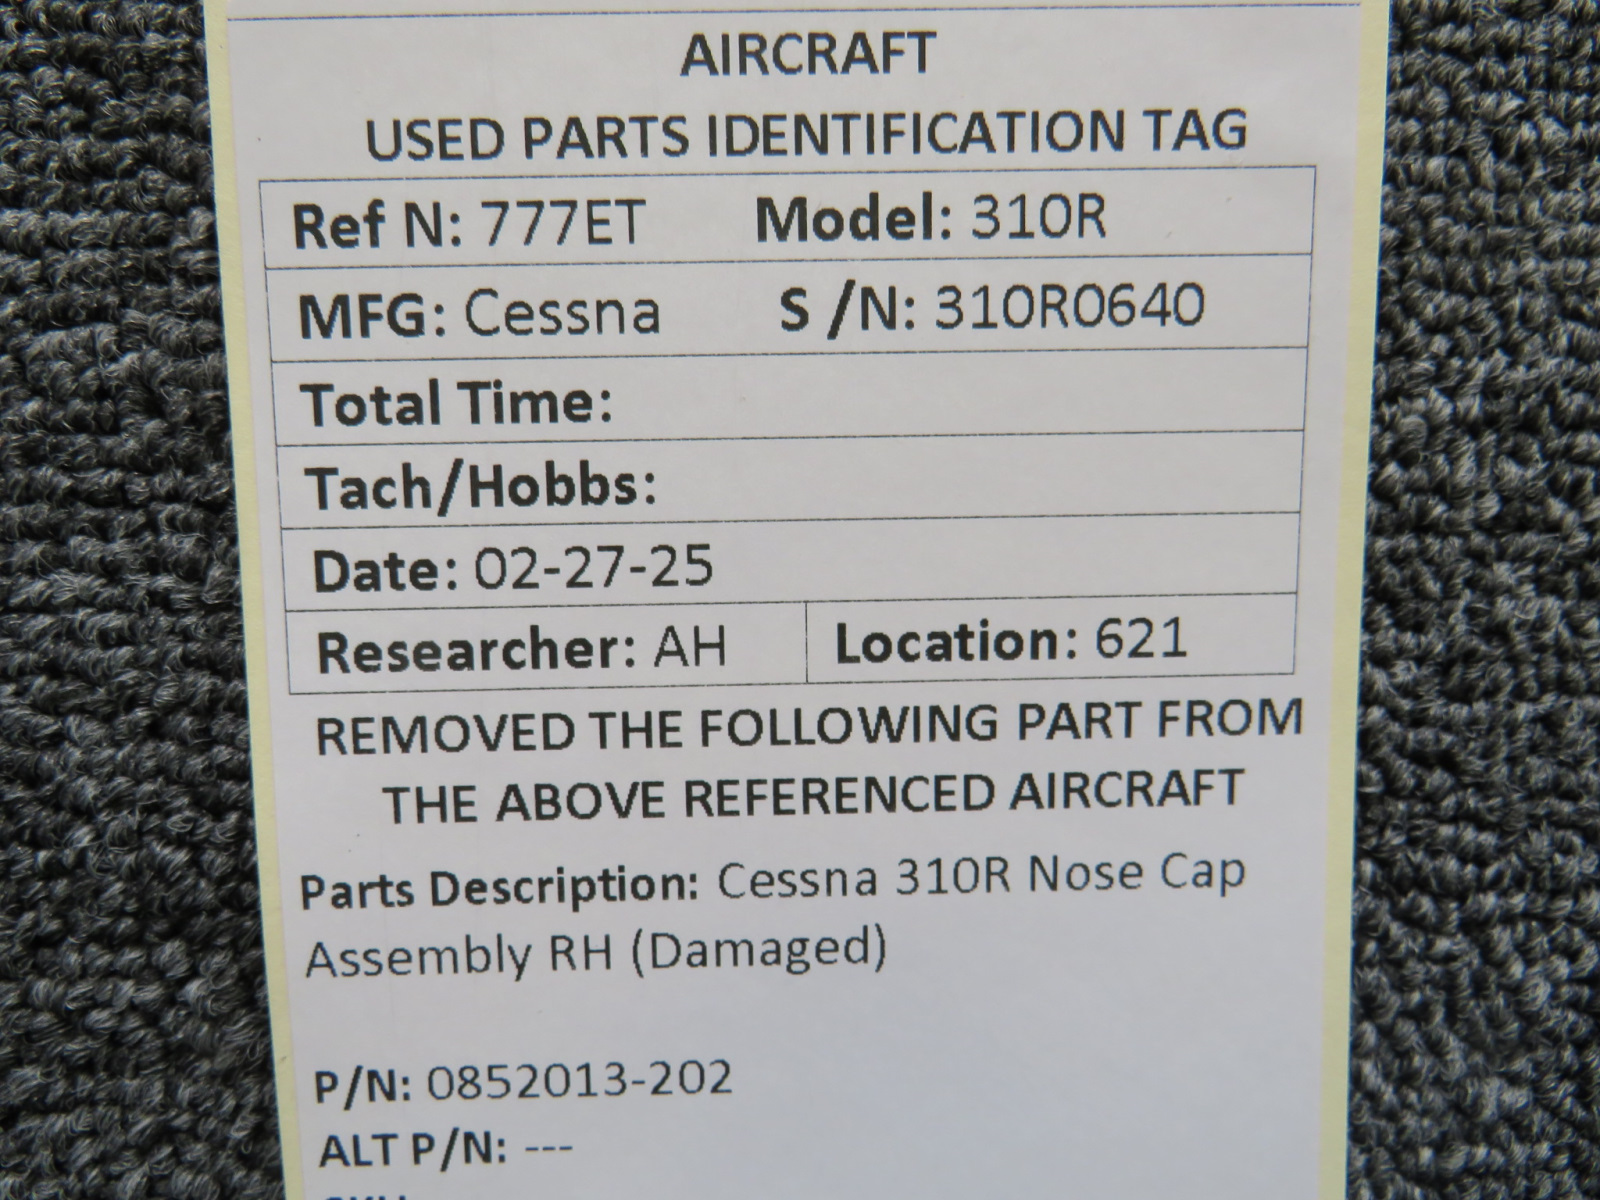 AIRCRAFT
USED PARTS IDENTIFICATION TAG
Ref N: 777ET Model: 310R
MFG: Cessna S /N: 310R0640
Total Time:
Tach/Hobbs:
Date: 02-27-25
Researcher: AH Location: 621
REMOVED THE FOLLOWING PART FROM
THE ABOVE REFERENCED AIRCRAFT
Parts Description: Cessna 310R Nose Cap
Assembly RH (Damaged)
P/N: 0852013-202
ALT P/N: ---